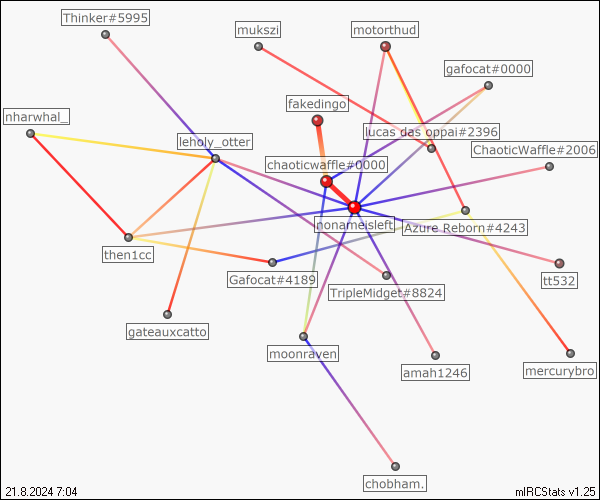 Thinker#5995
mukszi
motorthud
gafocat#0000
fakedingo
nharwhal_
lucas das oppai#2396
leholy_otter
ChaoticWaffle#2006
chaoticwaffle#0000
nonameisleft
Azure Reborn#4243
then1cc
Gafocat#4189
tt532
TripleMidget#8824
gateauxcatto
moonraven
amah1246
mercurybro
chobham.
21.8.2024 7:04
mIRCStats v1.25